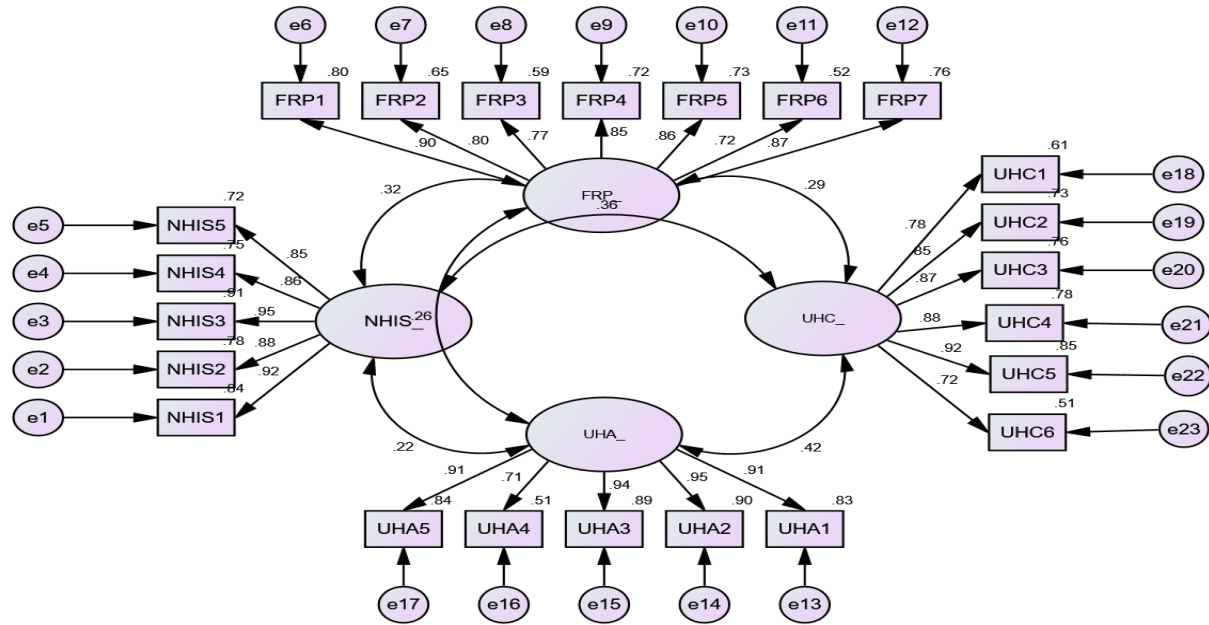 e6 e7 e8 e9 e10 e11 e12
.80 .65 .59 .72 .73 .52 .76
FRP1 FRP2 FRP3 FRP4 FRP5 FRP6 FRP7
.90 .80 .77 .85 .86 .72 .87
FRP_
.32 .36 .29
.72
e5 NHIS5 .85
.75
e4 NHIS4 .86
.91
e3 NHIS3 .95
.78
e2 NHIS2 .88
.84
e1 NHIS1 .92
NHIS_ .26
UHC_
.61
.78 UHC1 e18
.73
.85 UHC2 e19
.76
.87 UHC3 e20
.78
.88 UHC4 e21
.85
.92 UHC5 e22
.51
.72 UHC6 e23
UHA_
.22 .42
.91 .71 .94 .95 .91
.84 .51 .89 .90 .83
UHA5 UHA4 UHA3 UHA2 UHA1
e17 e16 e15 e14 e13